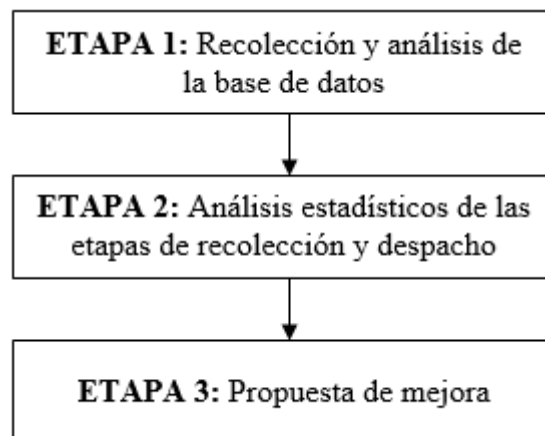 ETAPA 1: Recolección y análisis de
la base de datos
ETAPA 2: Análisis estadísticos de las
etapas de recolección y despacho
ETAPA 3: Propuesta de mejora